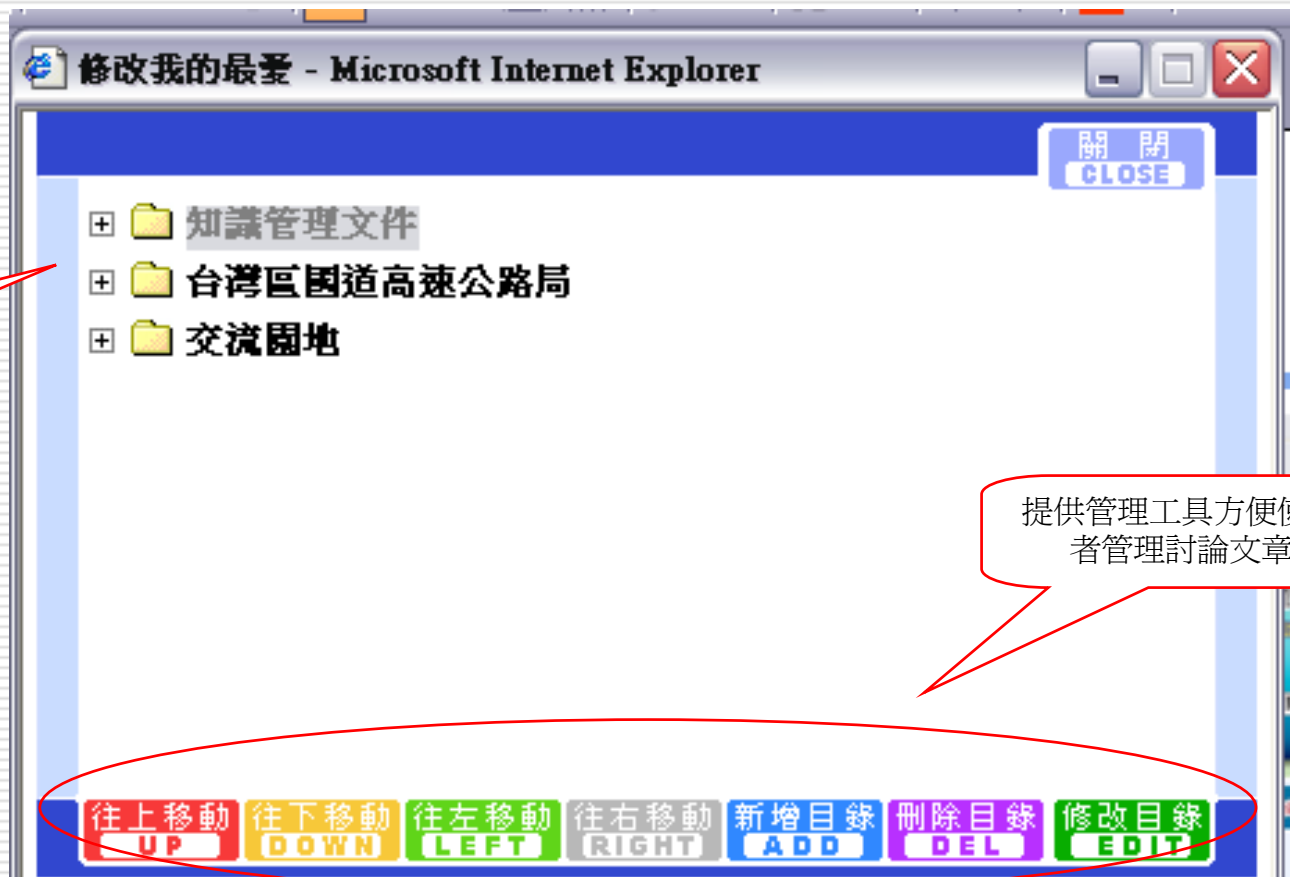 修改我的最愛 - Microsoft Internet Explorer
關 閉
CLOSE
知識管理文件
台灣區國道高速公路局
交流園地
提供管理工具方便使
者管理討論文章
往上移動
UP
往下移動
DOWN
往左移動
LEFT
往右移動
RIGHT
新增目錄
ADD
刪除目錄
DEL
修改目錄
EDIT